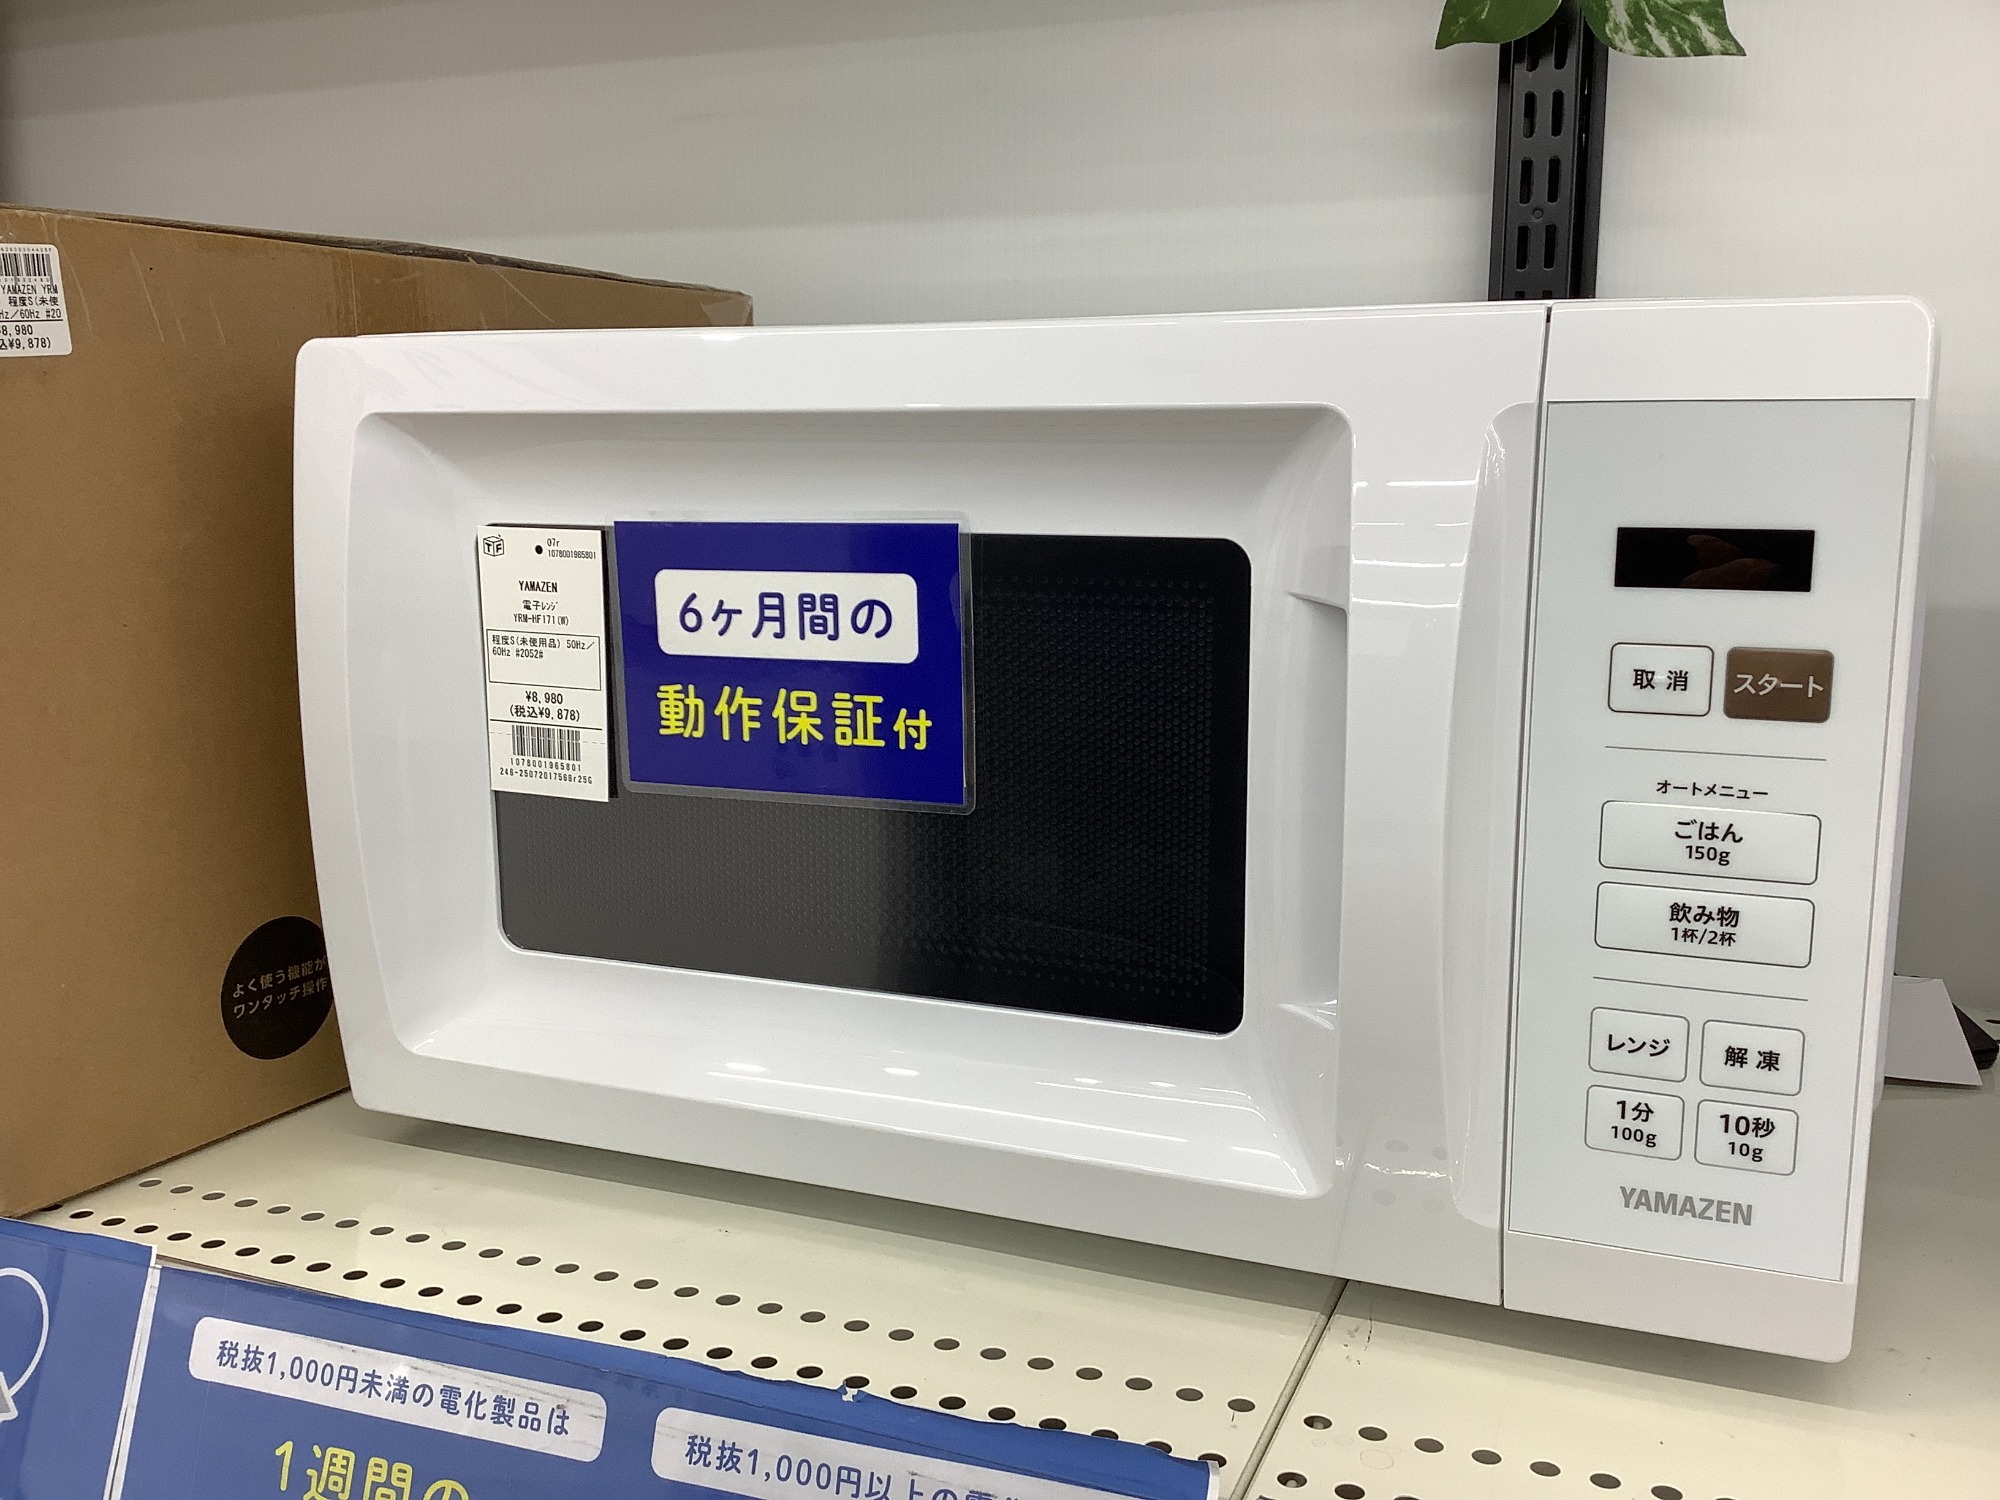 YAMAZEN YRM
程度S(未使
Hz／60Hz #20
¥8,980
込¥9,878)
よく使う機能が
ワンタッチ操作
TF
07r
1078001965801
YAMAZEN
電子レンジ
YRM-HF171(W)
程度S(未使用品) 50Hz／
60Hz #2052#
¥8,980
(税込¥9,878)
1078001965801
6ヶ月間の
動作保証付
取消
スタート
オートメニュー
ごはん
150g
飲み物
1杯/2杯
レンジ
解凍
1分
100g
10秒
10g
YAMAZEN
税抜1,000円未満の電化製品は
1週間の
税抜1,000円以上の電